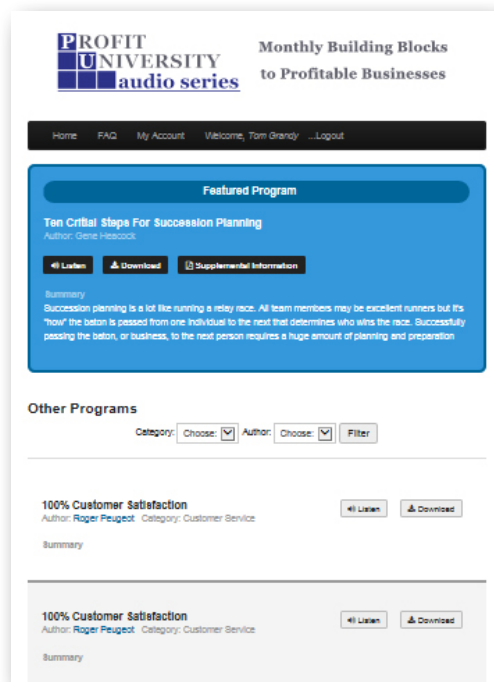 PROFIT
UNIVERSITY
audio series
Monthly Building Blocks
to Profitable Businesses
Home FAQ My Account Welcome, Tom Grandy ...Logout
Featured Program
Ten Critial Steps For Succession Planning
Author: Gene Heacock
Listen Download Supplemental Information
Summary
Succession planning is a lot like running a relay race. All team members may be excellent runners but it's
"how" the baton is passed from one individual to the next that determines who wins the race. Successfully
passing the baton, or business, to the next person requires a huge amount of planning and preparation
Other Programs
Category: Choose: Author: Choose: Filter
100% Customer Satisfaction
Listen Download
Author: Roger Peugeot Category: Customer Service
Summary
100% Customer Satisfaction
Listen Download
Author: Roger Peugeot Category: Customer Service
Summary